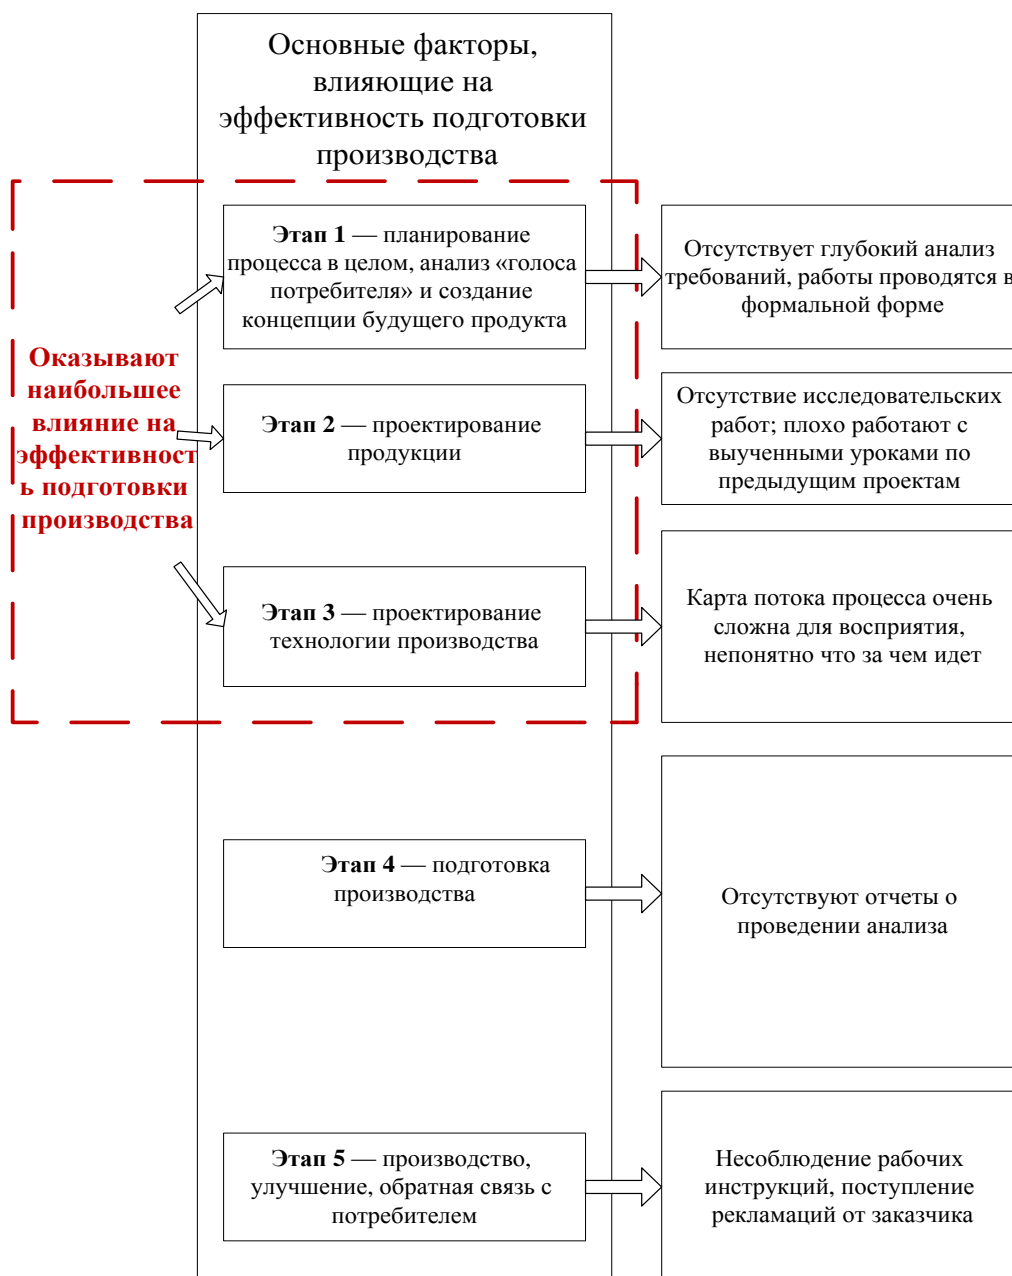 Основные факторы,
влияющие на
эффективность подготовки
производства
Этап 1 — планирование
процесса в целом, анализ «голоса
потребителя» и создание
концепции будущего продукта
Отсутствует глубокий анализ
требований, работы проводятся в
формальной форме
Оказывают
наибольшее
влияние на
эффективност
ь подготовки
производства
Этап 2 — проектирование
продукции
Отсутствие исследовательских
работ; плохо работают с
выученными уроками по
предыдущим проектам
Этап 3 — проектирование
технологии производства
Карта потока процесса очень
сложна для восприятия,
непонятно что за чем идет
Этап 4 — подготовка
производства
Отсутствуют отчеты о
проведении анализа
Этап 5 — производство,
улучшение, обратная связь с
потребителем
Несоблюдение рабочих
инструкций, поступление
рекламаций от заказчика